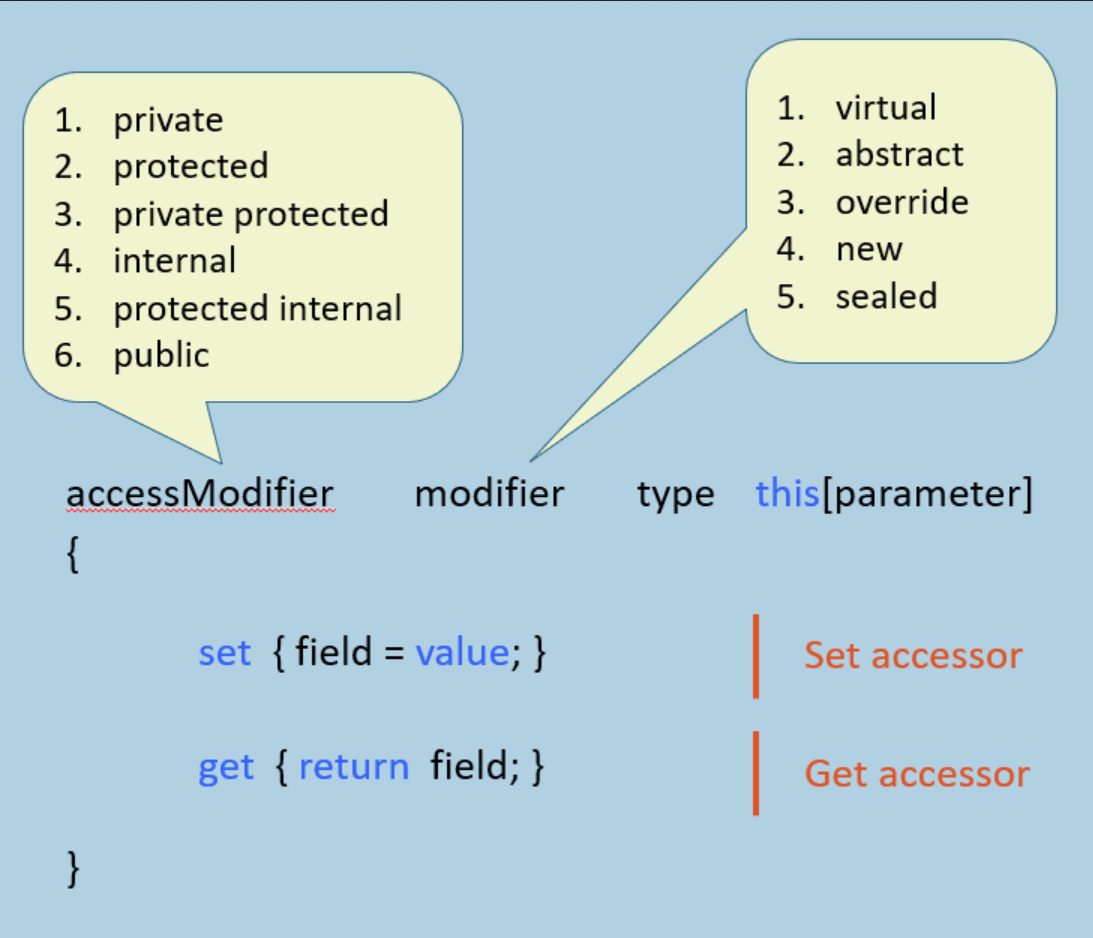 1. private
2. protected
3. private protected
4. internal
5. protected internal
6. public
1. virtual
2. abstract
3. override
4. new
5. sealed
accessModifier modifier type this[parameter]
{
set { field = value; } Set accessor
get { return field; } Get accessor
}